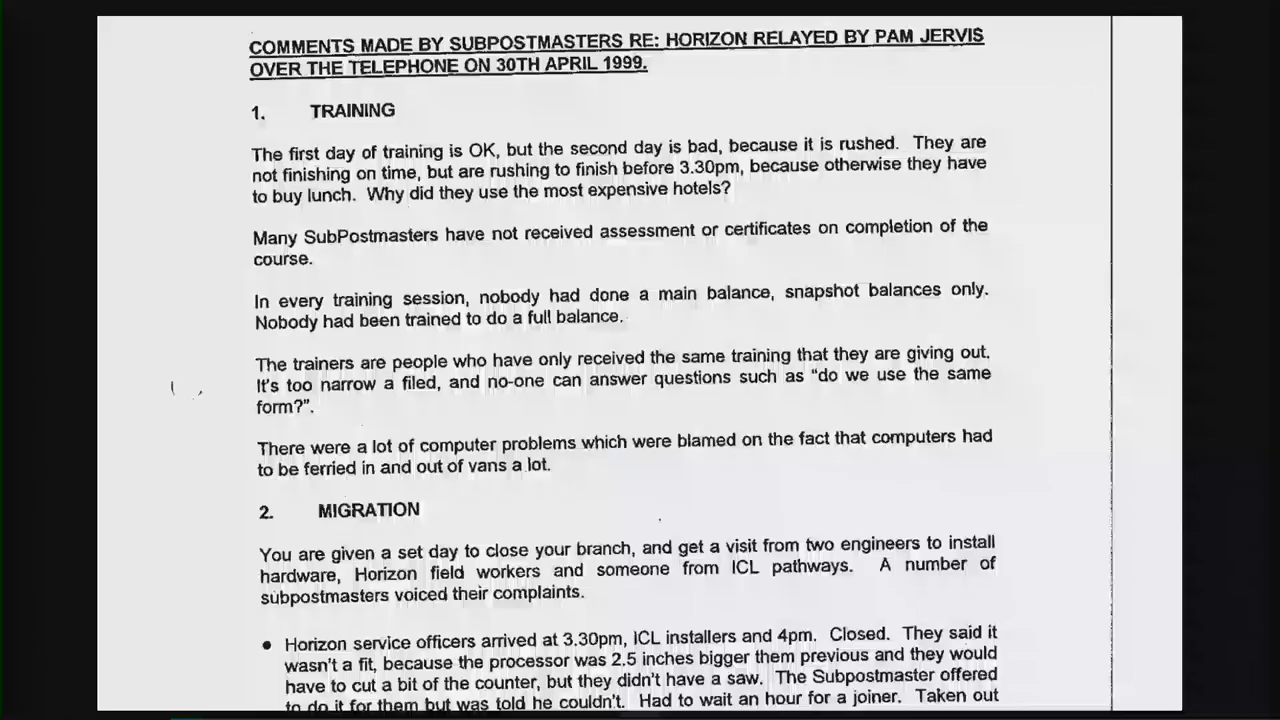 COMMENTS MADE BY SUBPOSTMASTERS RE: HORIZON RELAYED BY PAM JERVIS
OVER THE TELEPHONE ON 30TH APRIL 1999.
1. TRAINING
The first day of training is OK, but the second day is bad, because it is rushed. They are
not finishing on time, but are rushing to finish before 3.30pm, because otherwise they have
to buy lunch. Why did they use the most expensive hotels?
Many SubPostmasters have not received assessment or certificates on completion of the
course.
In every training session, nobody had done a main balance, snapshot balances only.
Nobody had been trained to do a full balance.
The trainers are people who have only received the same training that they are giving out.
It's too narrow a filed, and no-one can answer questions such as "do we use the same
form?".
There were a lot of computer problems which were blamed on the fact that computers had
to be ferried in and out of vans a lot.
2. MIGRATION
You are given a set day to close your branch, and get a visit from two engineers to install
hardware, Horizon field workers and someone from ICL pathways. A number of
subpostmasters voiced their complaints.
• Horizon service officers arrived at 3.30pm, ICL installers and 4pm. Closed. They said it
wasn't a fit, because the processor was 2.5 inches bigger them previous and they would
have to cut a bit of the counter, but they didn't have a saw. The Subpostmaster offered
to do it for them but was told he couldn't. Had to wait an hour for a joiner. Taken out